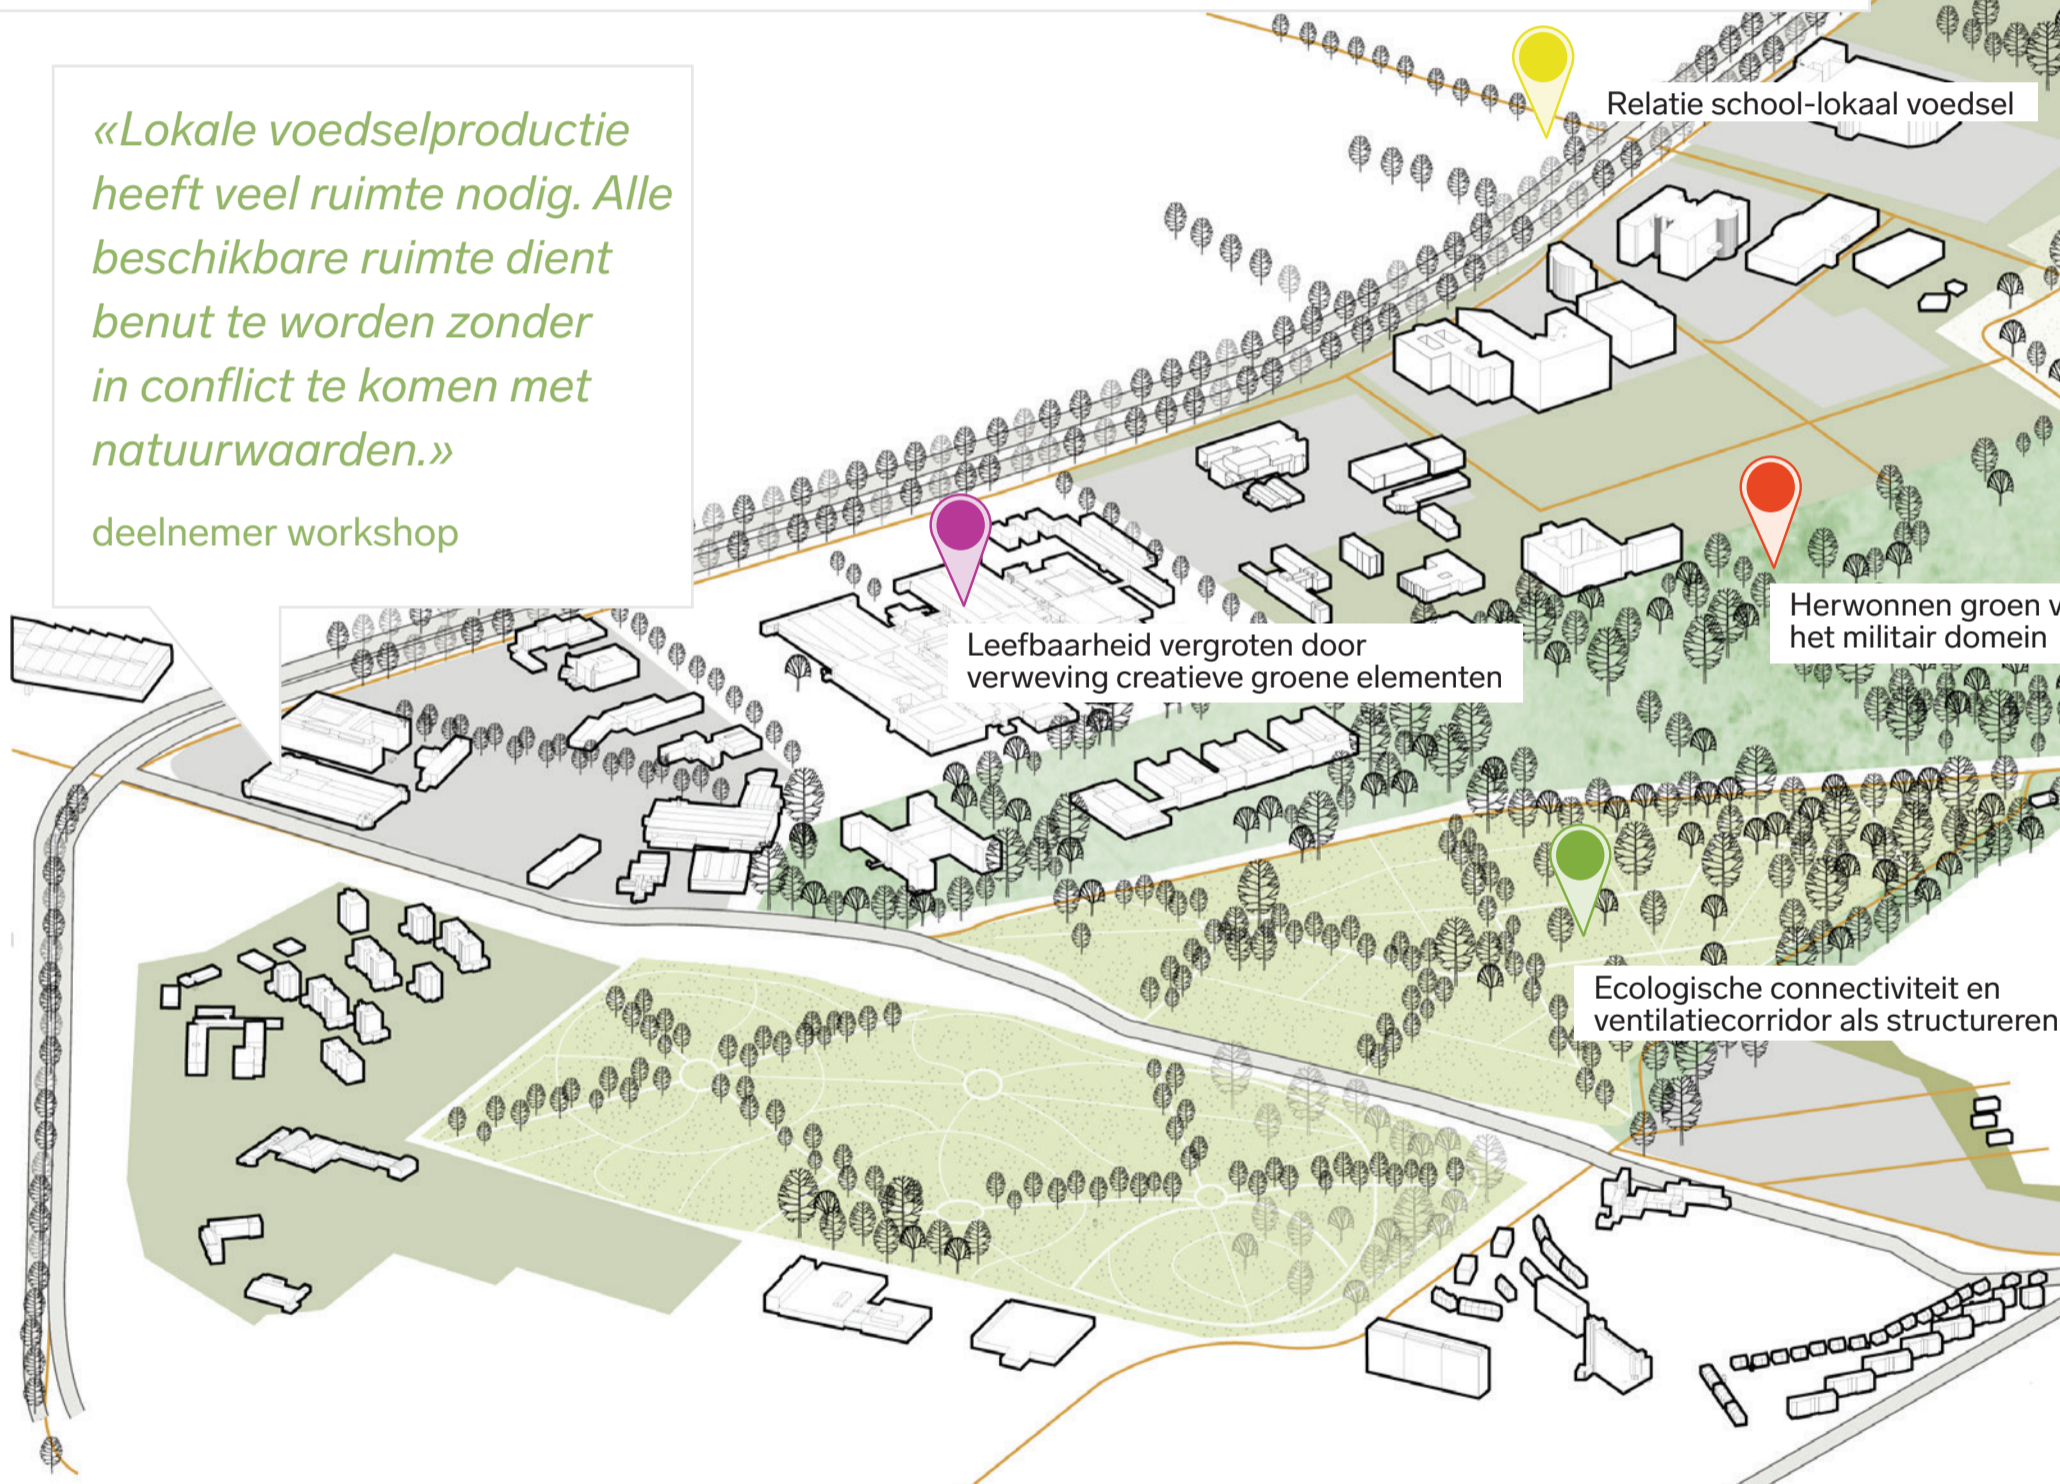 «Lokale voedselproductie
heeft veel ruimte nodig. Alle
beschikbare ruimte dient
benut te worden zonder
in conflict te komen met
natuurwaarden.»
deelnemer workshop
Relatie school-lokaal voedsel
Leefbaarheid vergroten door
verweving creatieve groene elementen
Herwonnen groen
het militair domein
Ecologische connectiviteit en
ventilatiecorridor als